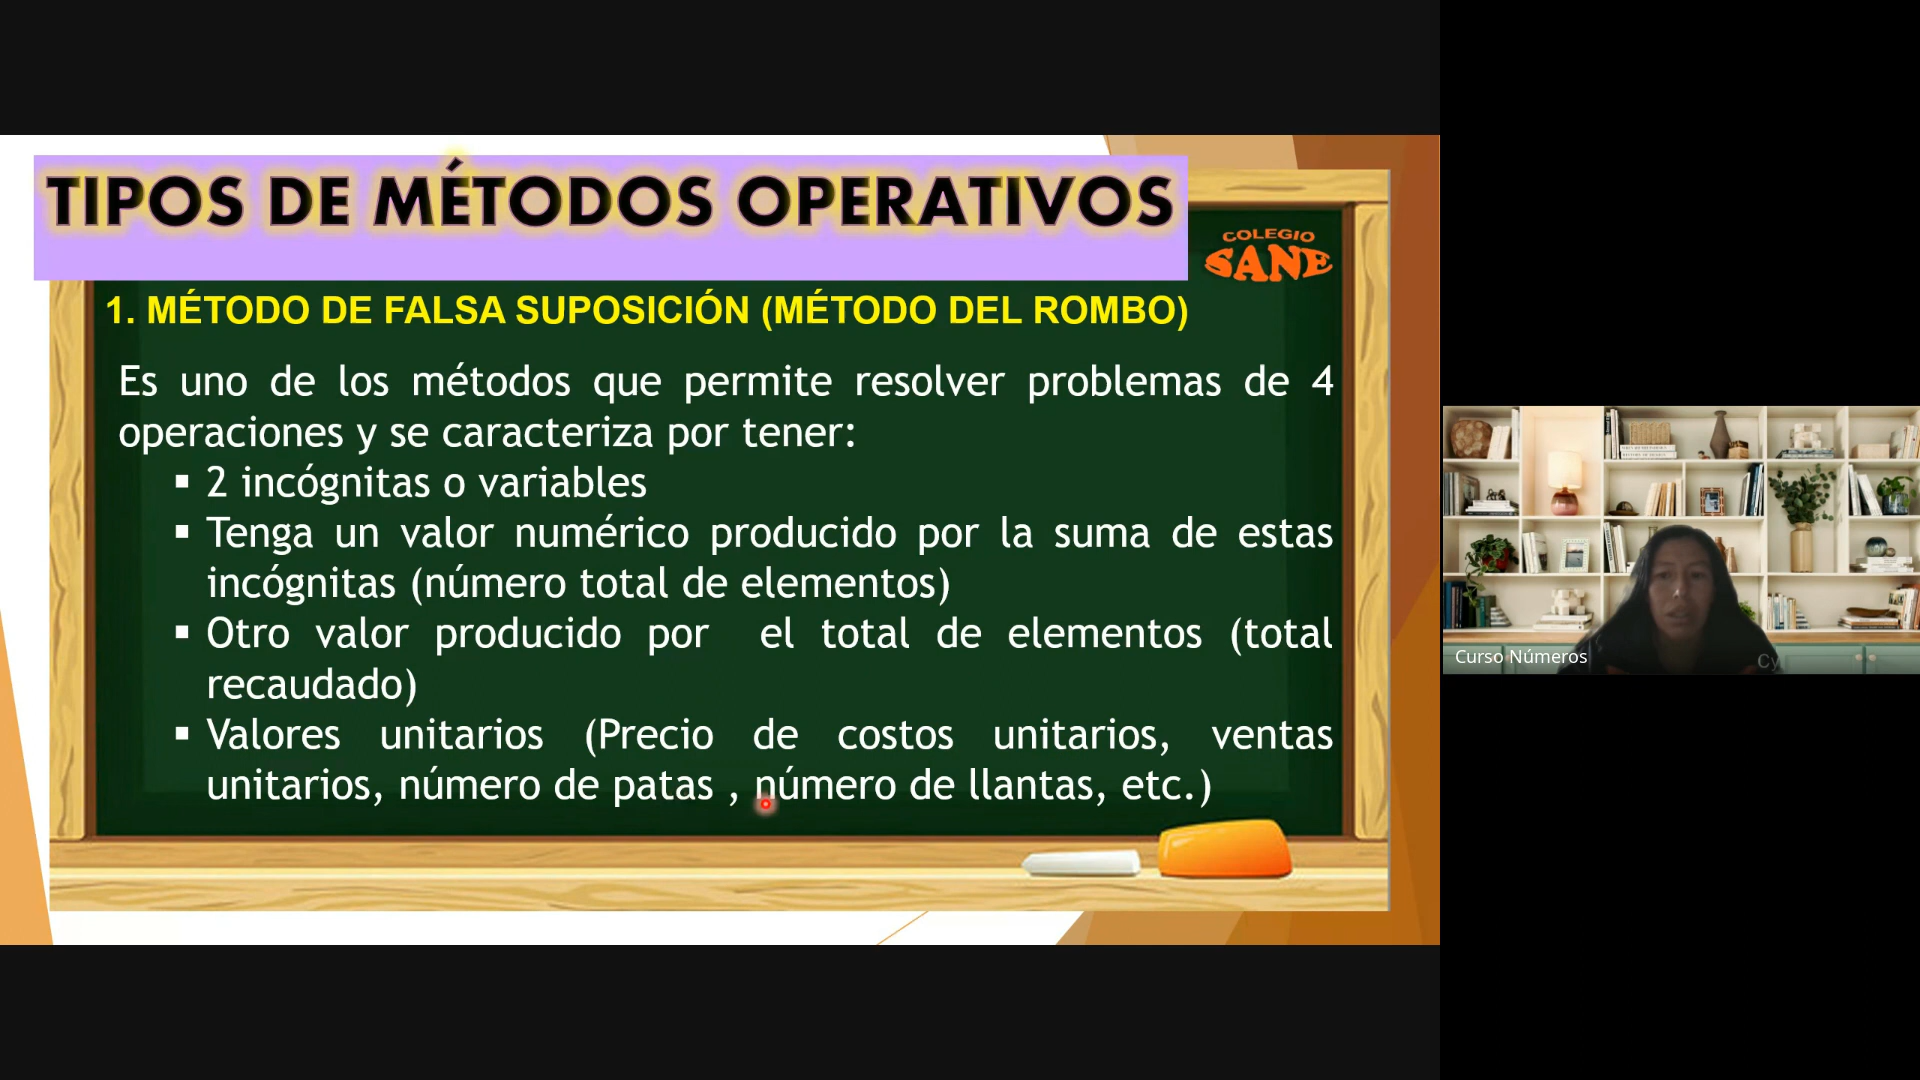 TIPOS DE MÉTODOS OPERATIVOS
COLEGIO
SANE
1. MÉTODO DE FALSA SUPOSICIÓN (MÉTODO DEL ROMBO)
Es uno de los métodos que permite resolver problemas de 4
operaciones y se caracteriza por tener:
▪ 2 incógnitas o variables
▪ Tenga un valor numérico producido por la suma de estas
incógnitas (número total de elementos)
▪ Otro valor producido por el total de elementos (total
recaudado)
▪ Valores unitarios (Precio de costos unitarios, ventas
unitarios, número de patas , número de llantas, etc.)
Curso Números